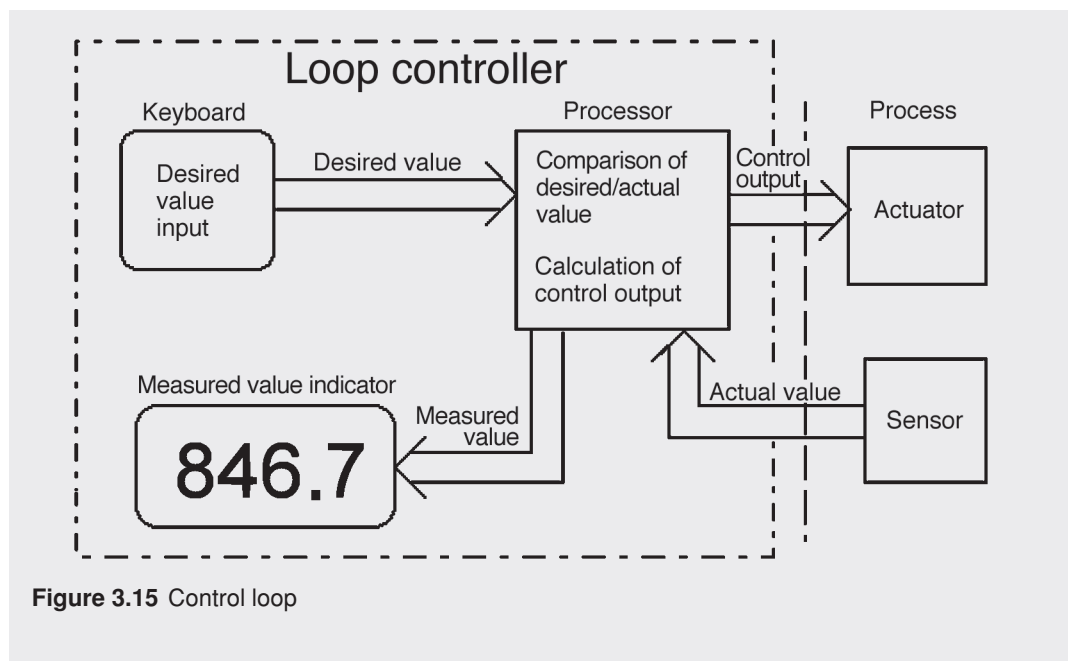 Loop controller
Keyboard
Processor
Process
Desired
value
input
Desired value
Comparison of
desired/actual
value
Calculation of
control output
Control
output
Actuator
Measured value indicator
846.7
Measured
value
Actual value
Sensor
Figure 3.15 Control loop